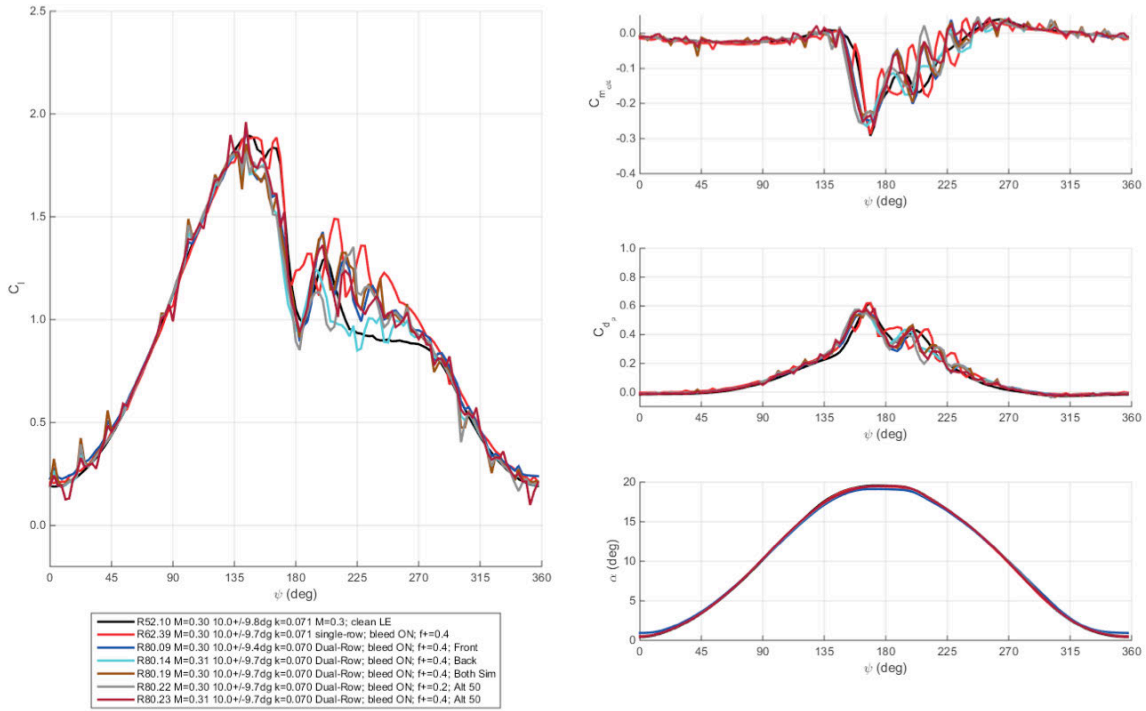 2.5
2.0
1.5
1.0
0.5
0.0
C_l
0 45 90 135 180 225 270 315 360
ψ (deg)
0.0
-0.1
-0.2
-0.3
-0.4
0 45 90 135 180 225 270 315 360
ψ (deg)
1.0
0.8
0.6
0.4
0.2
0.0
C_dp
0 45 90 135 180 225 270 315 360
ψ (deg)
20
15
10
5
0
α (deg)
0 45 90 135 180 225 270 315 360
ψ (deg)
R52.10 M=0.30 10.0+/-9.8dg k=0.071 M=0.3; clean LE
R62.39 M=0.30 10.0+/-9.7dg k=0.071 single-row; bleed ON; f+=0.4
R80.09 M=0.30 10.0+/-9.4dg k=0.070 Dual-Row; bleed ON; f+=0.4; Front
R80.14 M=0.31 10.0+/-9.7dg k=0.070 Dual-Row; bleed ON; f+=0.4; Back
R80.19 M=0.30 10.0+/-9.7dg k=0.070 Dual-Row; bleed ON; f+=0.4; Both Sim
R80.22 M=0.30 10.0+/-9.7dg k=0.070 Dual-Row; bleed ON; f+=0.2; Alt 50
R80.23 M=0.31 10.0+/-9.7dg k=0.070 Dual-Row; bleed ON; f+=0.4; Alt 50